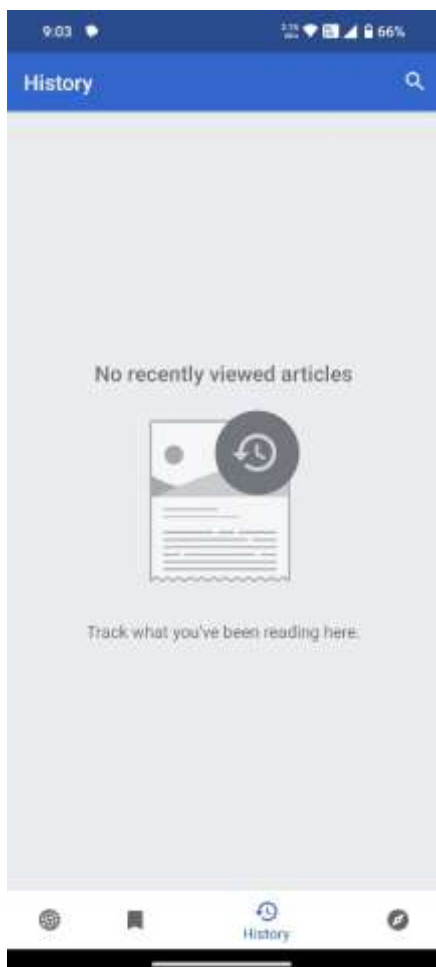 9:03
66%
History
No recently viewed articles
Track what you've been reading here.
History